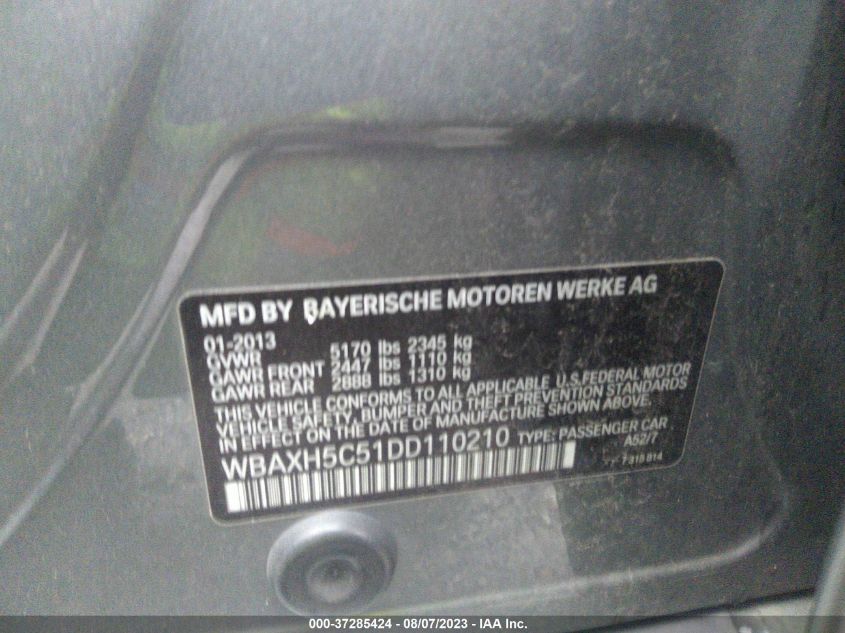 MFD BY BAYERISCHE MOTOREN WERKE AG
01-2013
GVWR 5170 lbs 2345 kg
GAWR FRONT 2447 lbs 1110 kg
GAWR REAR 2888 lbs 1310 kg
THIS VEHICLE CONFORMS TO ALL APPLICABLE U.S.FEDERAL MOTOR
VEHICLE SAFETY, BUMPER AND THEFT PREVENTION STANDARDS
IN EFFECT ON THE DATE OF MANUFACTURE SHOWN ABOVE.
WBAXH5C51DD110210 TYPE: PASSENGER CAR
A52/7
000-37285424 - 08/07/2023 - IAA Inc.